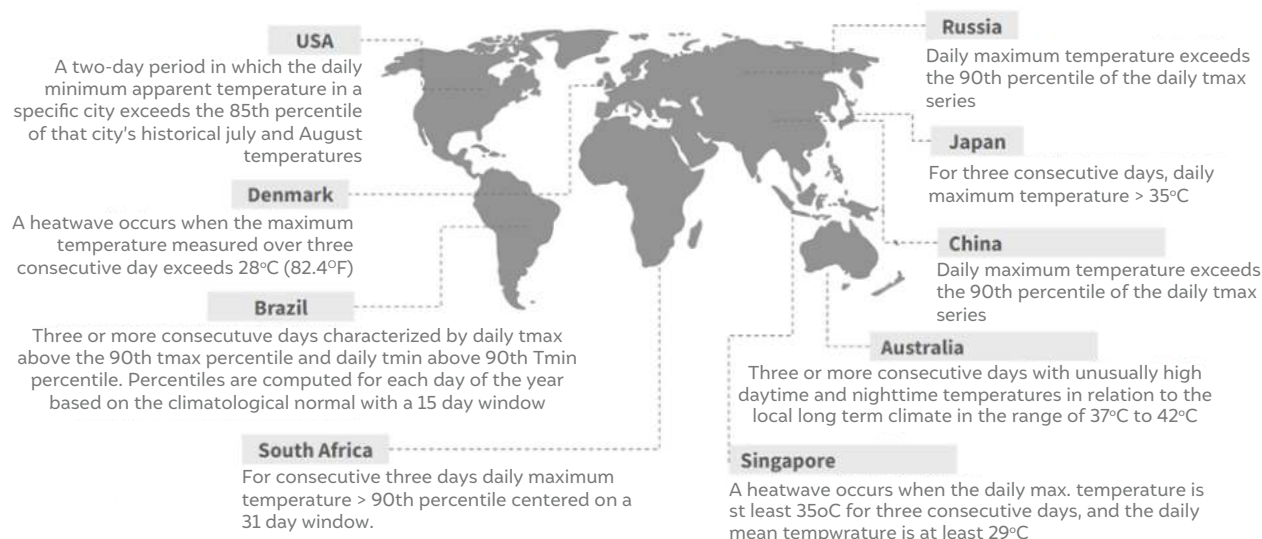 USA
A two-day period in which the daily
minimum apparent temperature in a
specific city exceeds the 85th percentile
of that city's historical july and August
temperatures
Denmark
A heatwave occurs when the maximum
temperature measured over three
consecutive day exceeds 28ºC (82.4ºF)
Brazil
Three or more consecutuve days characterized by daily tmax
above the 90th tmax percentile and daily tmin above 90th Tmin
percentile. Percentiles are computed for each day of the year
based on the climatological normal with a 15 day window
South Africa
For consecutive three days daily maximum
temperature > 90th percentile centered on a
31 day window.
Russia
Daily maximum temperature exceeds
the 90th percentile of the daily tmax
series
Japan
For three consecutive days, daily
maximum temperature > 35ºC
China
Daily maximum temperature exceeds
the 90th percentile of the daily tmax
series
Australia
Three or more consecutive days with unusually high
daytime and nighttime temperatures in relation to the
local long term climate in the range of 37ºC to 42ºC
Singapore
A heatwave occurs when the daily max. temperature is
st least 35oC for three consecutive days, and the daily
mean tempwrature is at least 29ºC